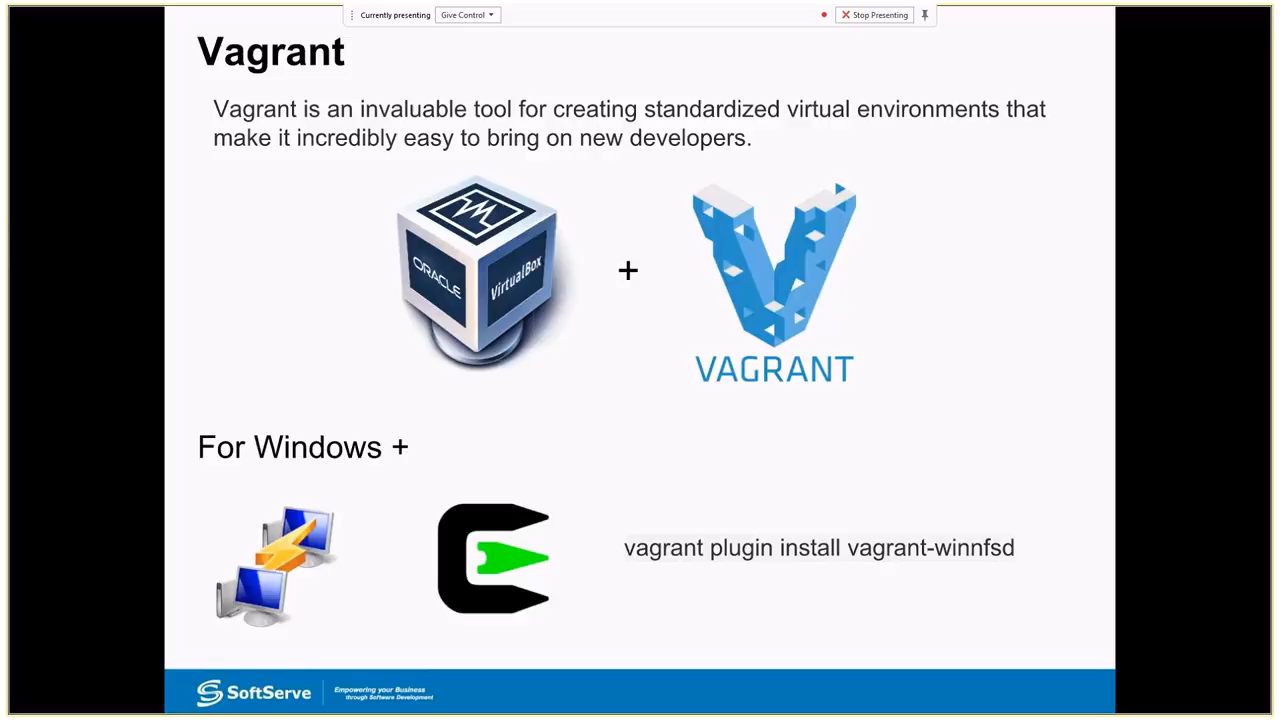 Currently presenting
Give Control
Stop Presenting
Vagrant
Vagrant is an invaluable tool for creating standardized virtual environments that
make it incredibly easy to bring on new developers.
ORACLE
VirtualBox
+
VAGRANT
For Windows +
vagrant plugin install vagrant-winnfsd
SoftServe
Empowering your Business
through Software Development